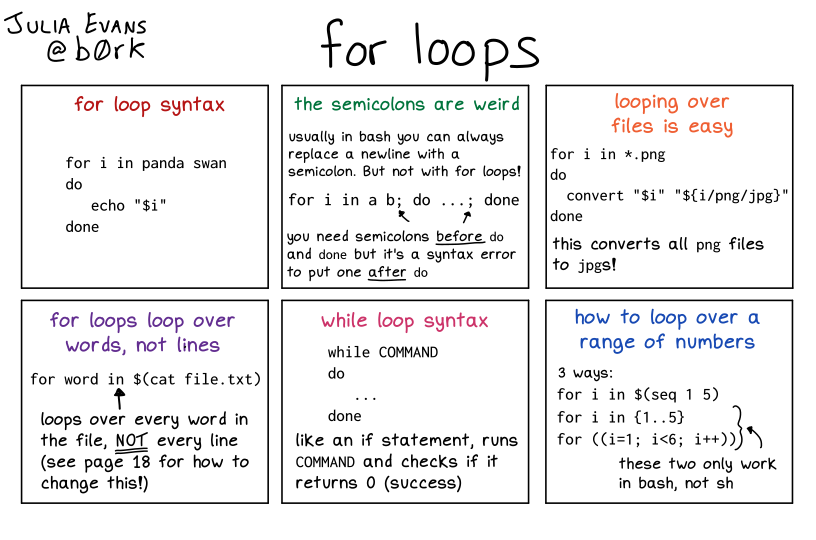 JULIA EVANS
@b0rk
for loops
for loop syntax
for i in panda swan
do
echo "$i"
done
the semicolons are weird
usually in bash you can always
replace a newline with a
semicolon. But not with for loops!
for i in a b; do ...; done
you need semicolons before do
and done but it's a syntax error
to put one after do
looping over
files is easy
for i in *.png
do
convert "$i" "${i/png/jpg}"
done
this converts all png files
to jpgs!
for loops loop over
words, not lines
for word in $(cat file.txt)
loops over every word in
the file, NOT every line
(see page 18 for how to
change this!)
while loop syntax
while COMMAND
do
...
done
like an if statement, runs
COMMAND and checks if it
returns 0 (success)
how to loop over a
range of numbers
3 ways:
for i in $(seq 1 5)
for i in {1..5}
for ((i=1; i<6; i++))
these two only work
in bash, not sh